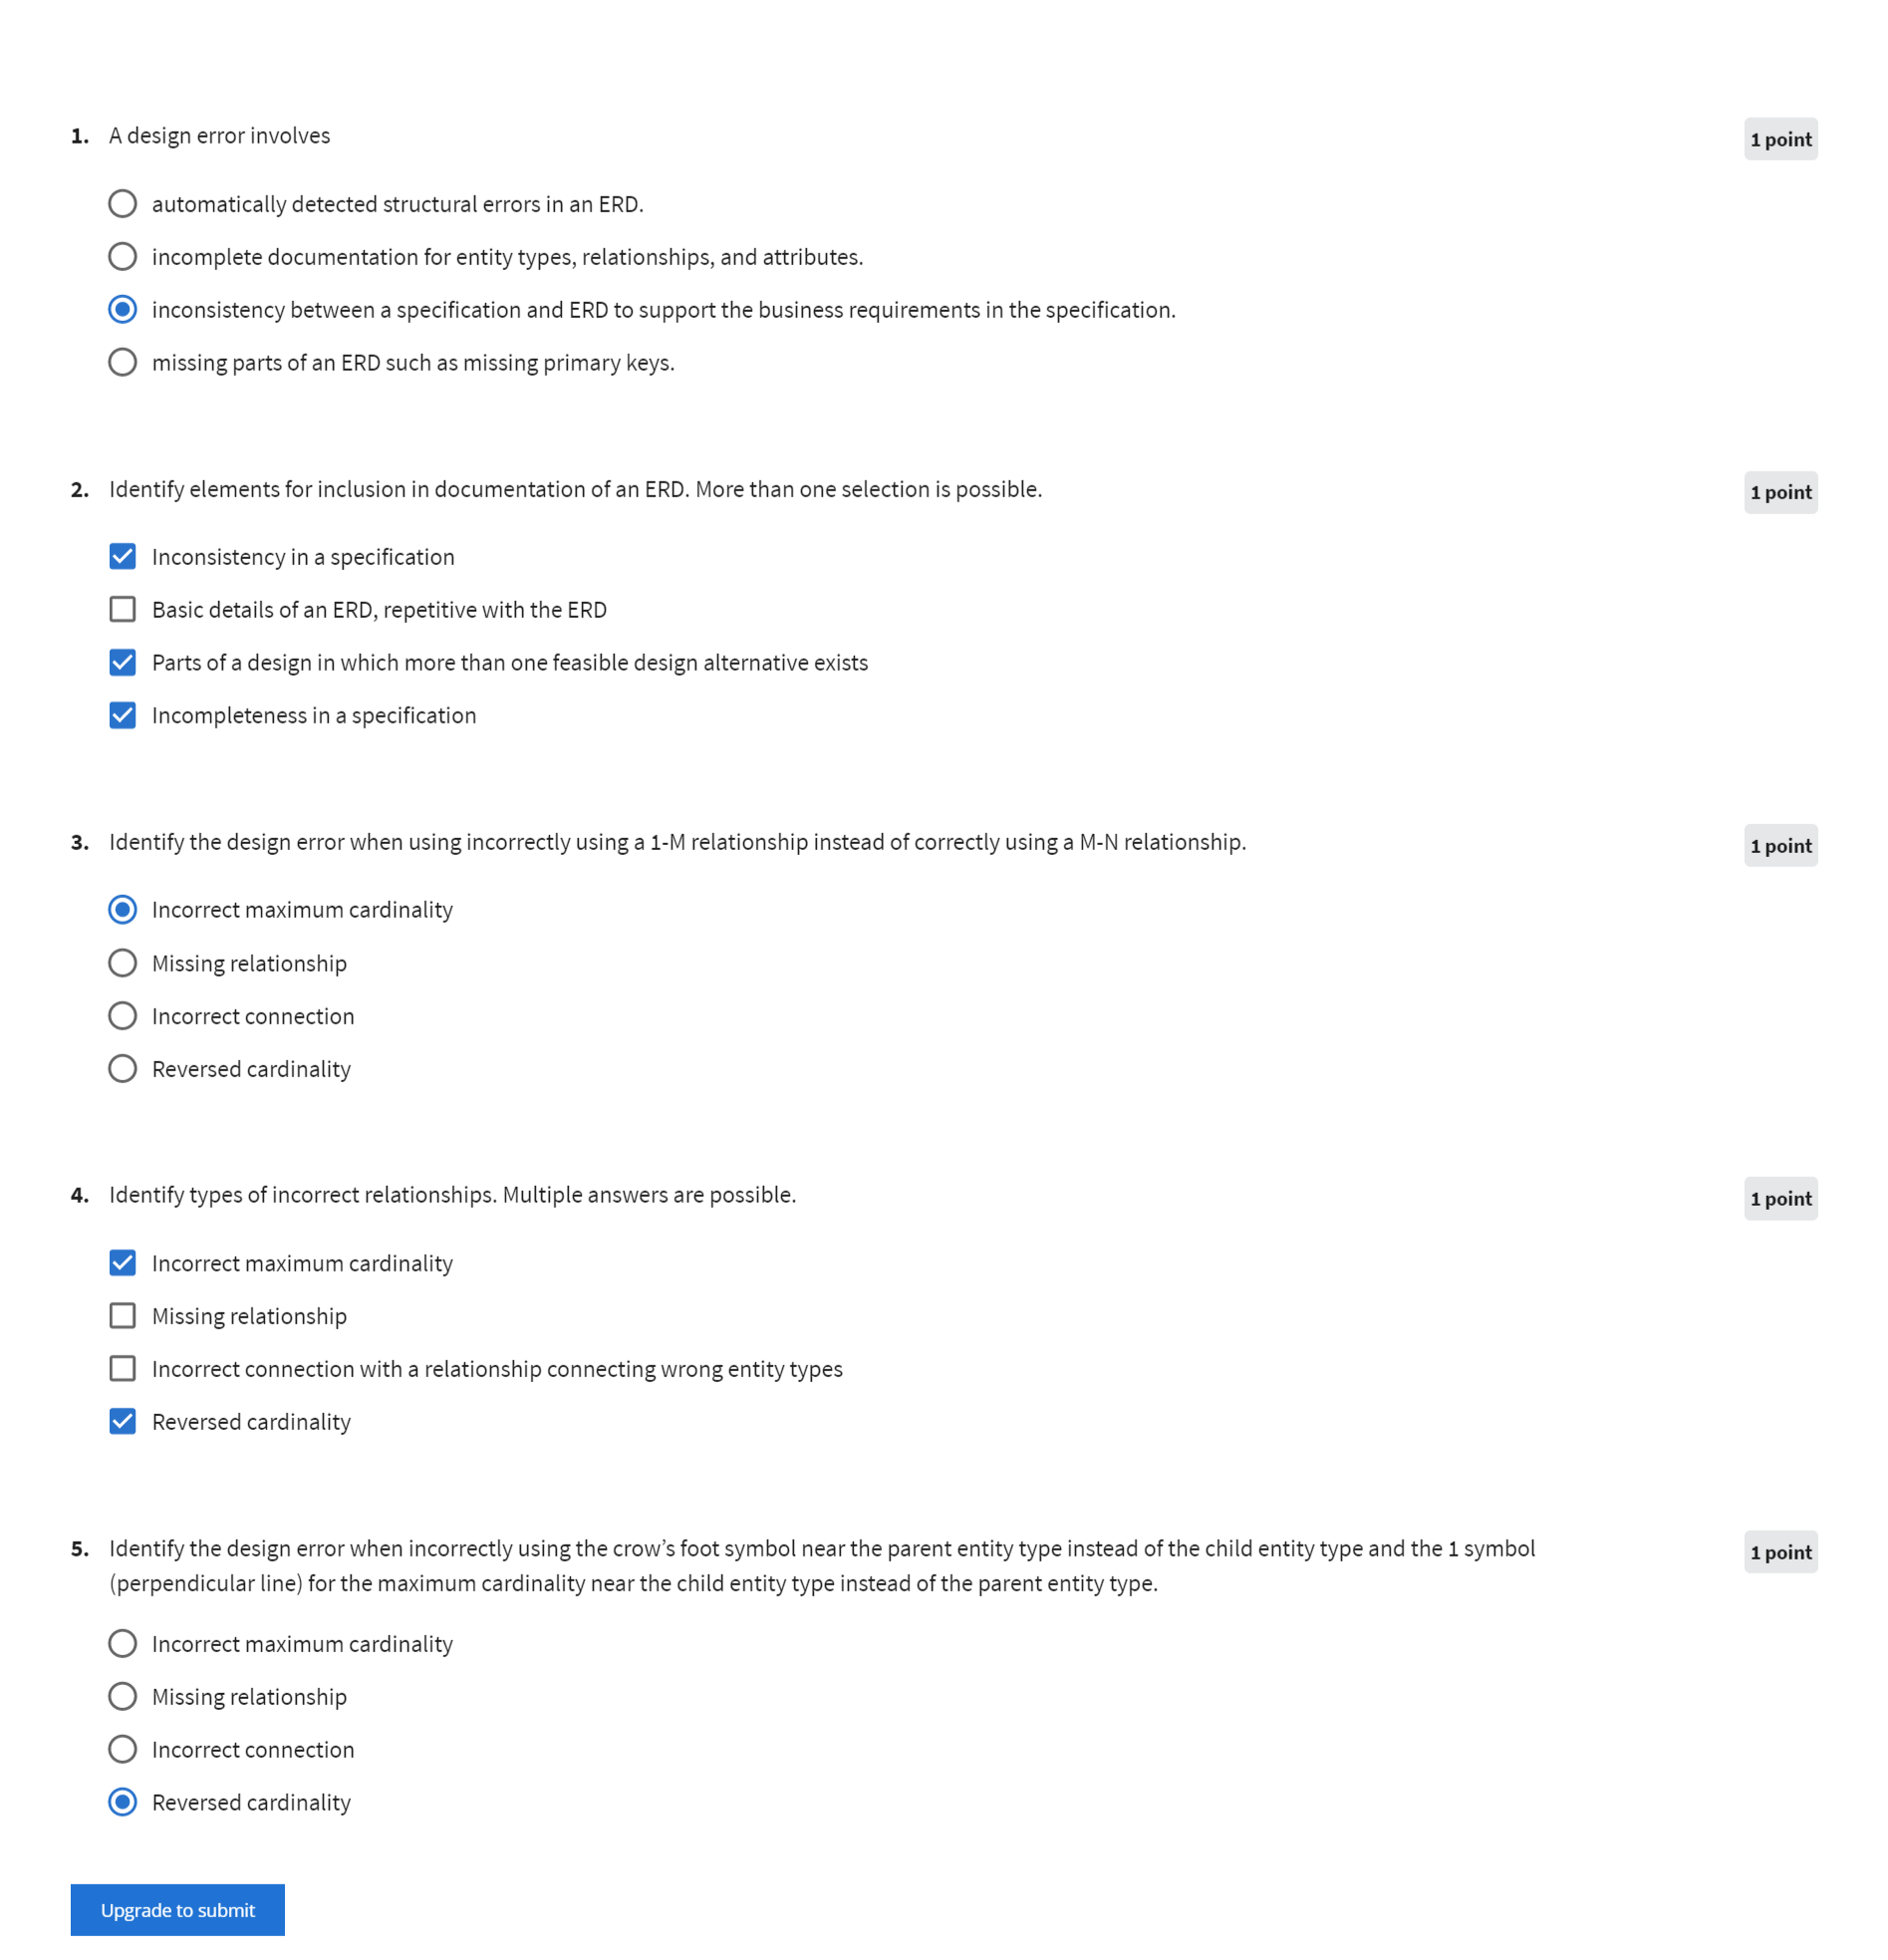 1. A design error involves
1 point
automatically detected structural errors in an ERD.
incomplete documentation for entity types, relationships, and attributes.
inconsistency between a specification and ERD to support the business requirements in the specification.
missing parts of an ERD such as missing primary keys.
2. Identify elements for inclusion in documentation of an ERD. More than one selection is possible.
1 point
Inconsistency in a specification
Basic details of an ERD, repetitive with the ERD
Parts of a design in which more than one feasible design alternative exists
Incompleteness in a specification
3. Identify the design error when using incorrectly using a 1-M relationship instead of correctly using a M-N relationship.
1 point
Incorrect maximum cardinality
Missing relationship
Incorrect connection
Reversed cardinality
4. Identify types of incorrect relationships. Multiple answers are possible.
1 point
Incorrect maximum cardinality
Missing relationship
Incorrect connection with a relationship connecting wrong entity types
Reversed cardinality
5. Identify the design error when incorrectly using the crow’s foot symbol near the parent entity type instead of the child entity type and the 1 symbol
1 point
(perpendicular line) for the maximum cardinality near the child entity type instead of the parent entity type.
Incorrect maximum cardinality
Missing relationship
Incorrect connection
Reversed cardinality
Upgrade to submit